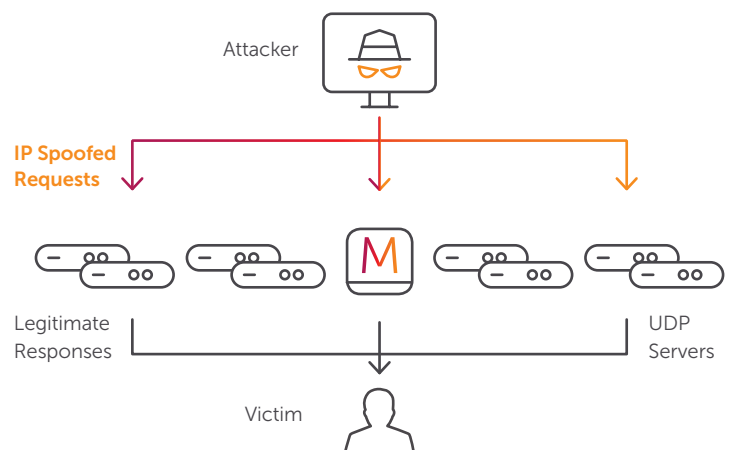 Attacker
IP Spoofed
Requests
M
Legitimate
Responses
UDP
Servers
Victim